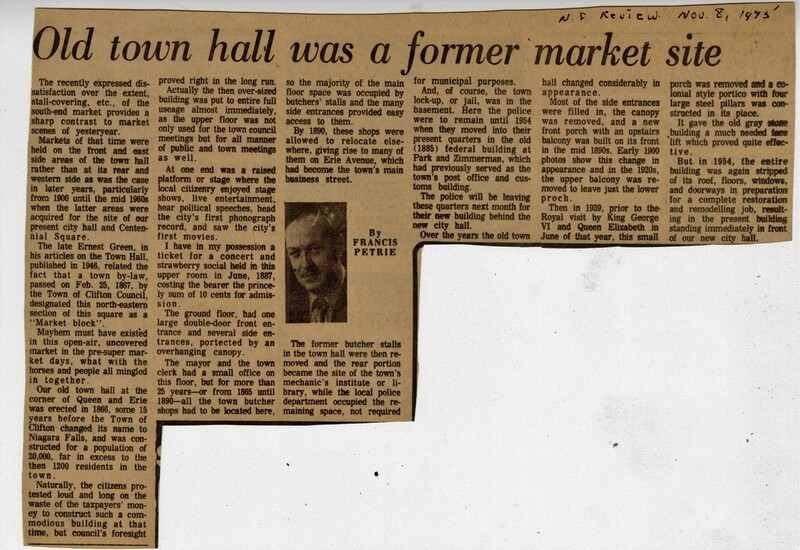 N.F Review Nov. 8, 1975
Old town hall was a former market site
The recently expressed dis-
satisfaction over the extent,
stall-covering, etc., of the
south-end market provides a
sharp contrast to market
scenes of yesteryear.
Markets of that time were
held on the front and east
side areas of the town hall
rather than at its rear and
western side as was the case
in later years, particularly
from 1900 until the mid 1960s
when the latter areas were
acquired for the site of our
present city hall and Centen-
nial Square.
The late Ernest Green, in
his articles on the Town Hall,
published in 1946, related the
fact that a town by-law,
passed on Feb. 25, 1867, by
the Town of Clifton Council,
designated this north-eastern
section of this square as a
"Market block".
Mayhem must have existed
in this open-air, uncovered
market in the pre-super mar-
ket days, what with the
horses and people all mingled
in together.
Our old town hall at the
corner of Queen and Erie
was erected in 1866, some 15
years before the Town of
Clifton changed its name to
Niagara Falls, and was con-
structed for a population of
20,000, far in excess to the
then 1200 residents in the
town.
Naturally, the citizens pro-
tested loud and long on the
waste of the taxpayers' mon-
ey to construct such a com-
modious building at that
time, but council's foresight
proved right in the long run.
Actually the then over-sized
building was put to entire full
useage almost immediately,
as the upper floor was not
only used for the town council
meetings but for all manner
of public and town meetings
as well.
At one end was a raised
platform or stage where the
local citizenry enjoyed stage
shows, live entertainment,
hear political speeches, head
the city's first phonograph
record, and saw the city's
first movies.
I have in my possession a
ticket for a concert and
strawberry social held in this
upper room in June, 1887,
costing the bearer the prince-
ly sum of 10 cents for admis-
sion.
The ground floor, had one
large double-door front en-
trance and several side en-
trances, portected by an
overhanging canopy.
The mayor and the town
clerk had a small office on
this floor, but for more than
25 years—or from 1865 until
1890—all the town butcher
shops had to be located here,
so the majority of the main
floor space was occupied by
butchers' stalls and the many
side entrances provided easy
access to them.
By 1890, these shops were
allowed to relocate else-
where, giving rise to many of
them on Erie Avenue, which
had become the town's main
business street.
By
FRANCIS
PETRIE
The former butcher stalls
in the town hall were then re-
moved and the rear portion
became the site of the town's
mechanic's institute or li-
brary, while the local police
department occupied the re-
maining space, not required
for municipal purposes.
And, of course, the town
lock-up, or jail, was in the
basement. Here the police
were to remain until 1954
when they moved into their
present quarters in the old
(1885) federal building at
Park and Zimmerman, which
had previously served as the
town's post office and cus-
toms building.
The police will be leaving
these quarters next month for
their new building behind the
new city hall.
Over the years the old town
hall changed considerably in
appearance.
Most of the side entrances
were filled in, the canopy
was removed, and a new
front porch with an upstairs
balcony was built on its front
in the mid 1890s. Early 1900
photos show this change in
appearance and in the 1920s,
the upper balcony was re-
moved to leave just the lower
proch.
Then in 1939, prior to the
Royal visit by King George
VI and Queen Elizabeth in
June of that year, this small
porch was removed and a co-
lonial style portico with four
large steel pillars was con-
structed in its place.
It gave the old gray stone
building a much needed face
lift which proved quite effec-
tive.
But in 1954, the entire
building was again stripped
of its roof, floors, windows,
and doorways in preparation
for a complete restoration
and remodelling job, result-
ing in the present building
standing immediately in front
of our new city hall.